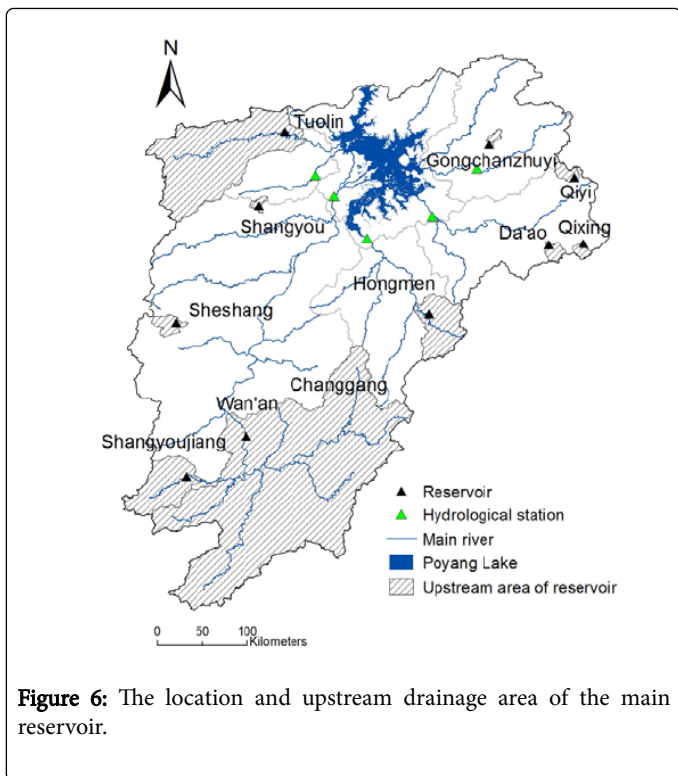 N
Tuolin
Gongchanzhuyi
Qiyi
Shangyou
Da'ao
Qixing
Hongmen
Sheshang
Changgang
Wan'an
Shangyoujiang
Reservoir
Hydrological station
Main river
Poyang Lake
Upstream area of reservoir
0 50 100
Kilometers
Figure 6: The location and upstream drainage area of the main
reservoir.